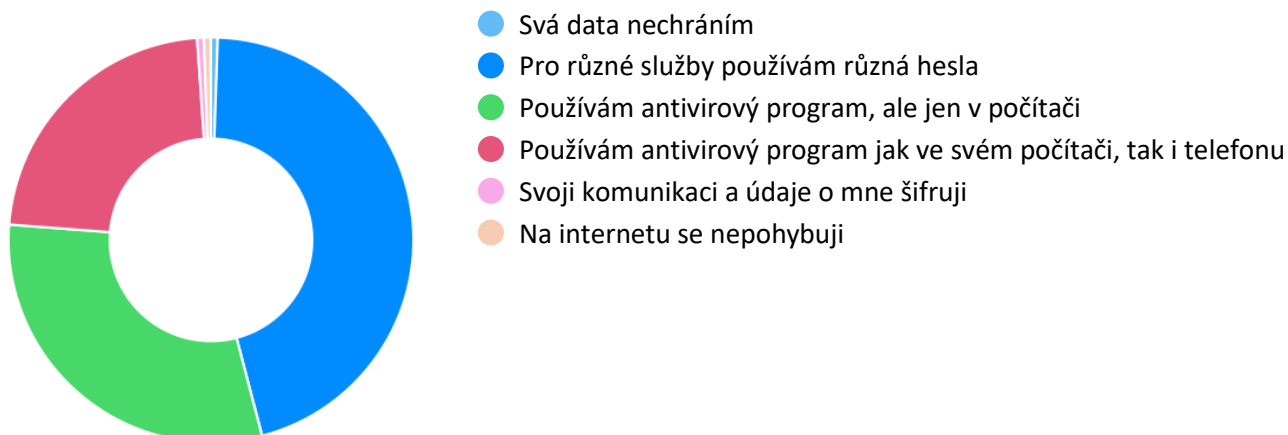 Svá data nechráním
Pro různé služby používám různá hesla
Používám antivirový program, ale jen v počítači
Používám antivirový program jak ve svém počítači, tak i telefonu
Svoji komunikaci a údaje o mne šifruji
Na internetu se nepohybuji